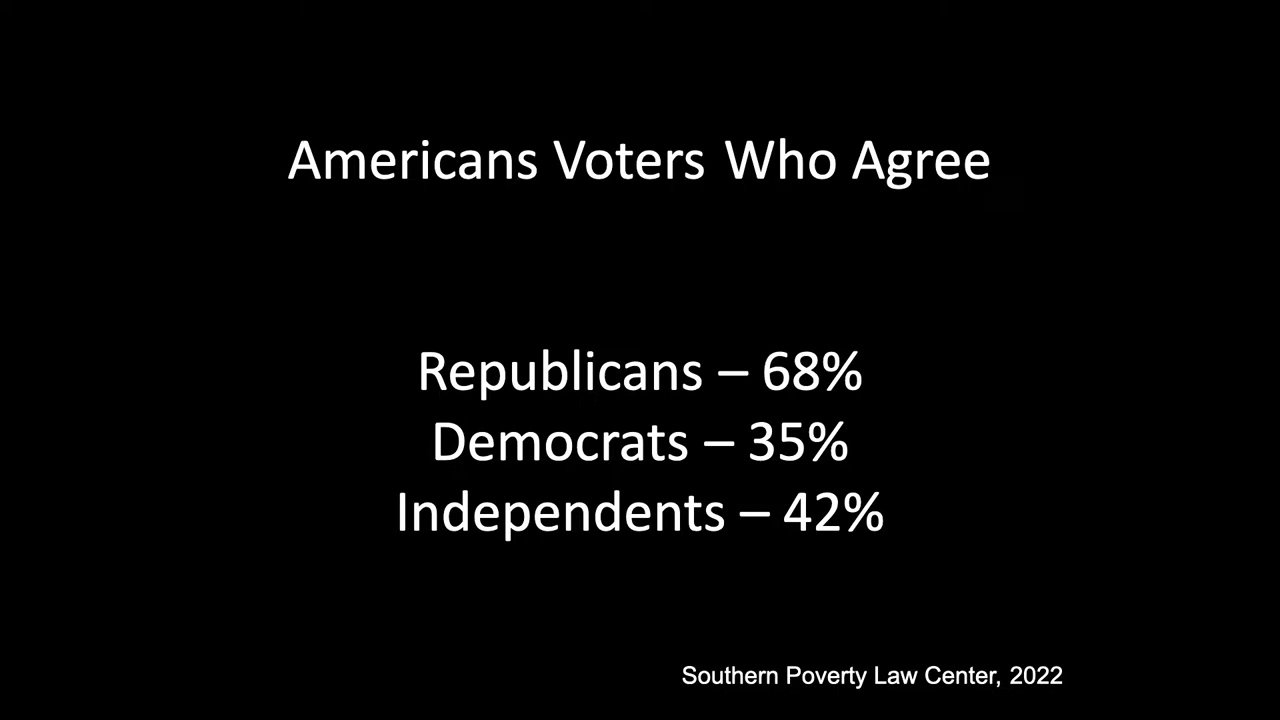 Americans Voters Who Agree
Republicans – 68%
Democrats – 35%
Independents – 42%
Southern Poverty Law Center, 2022